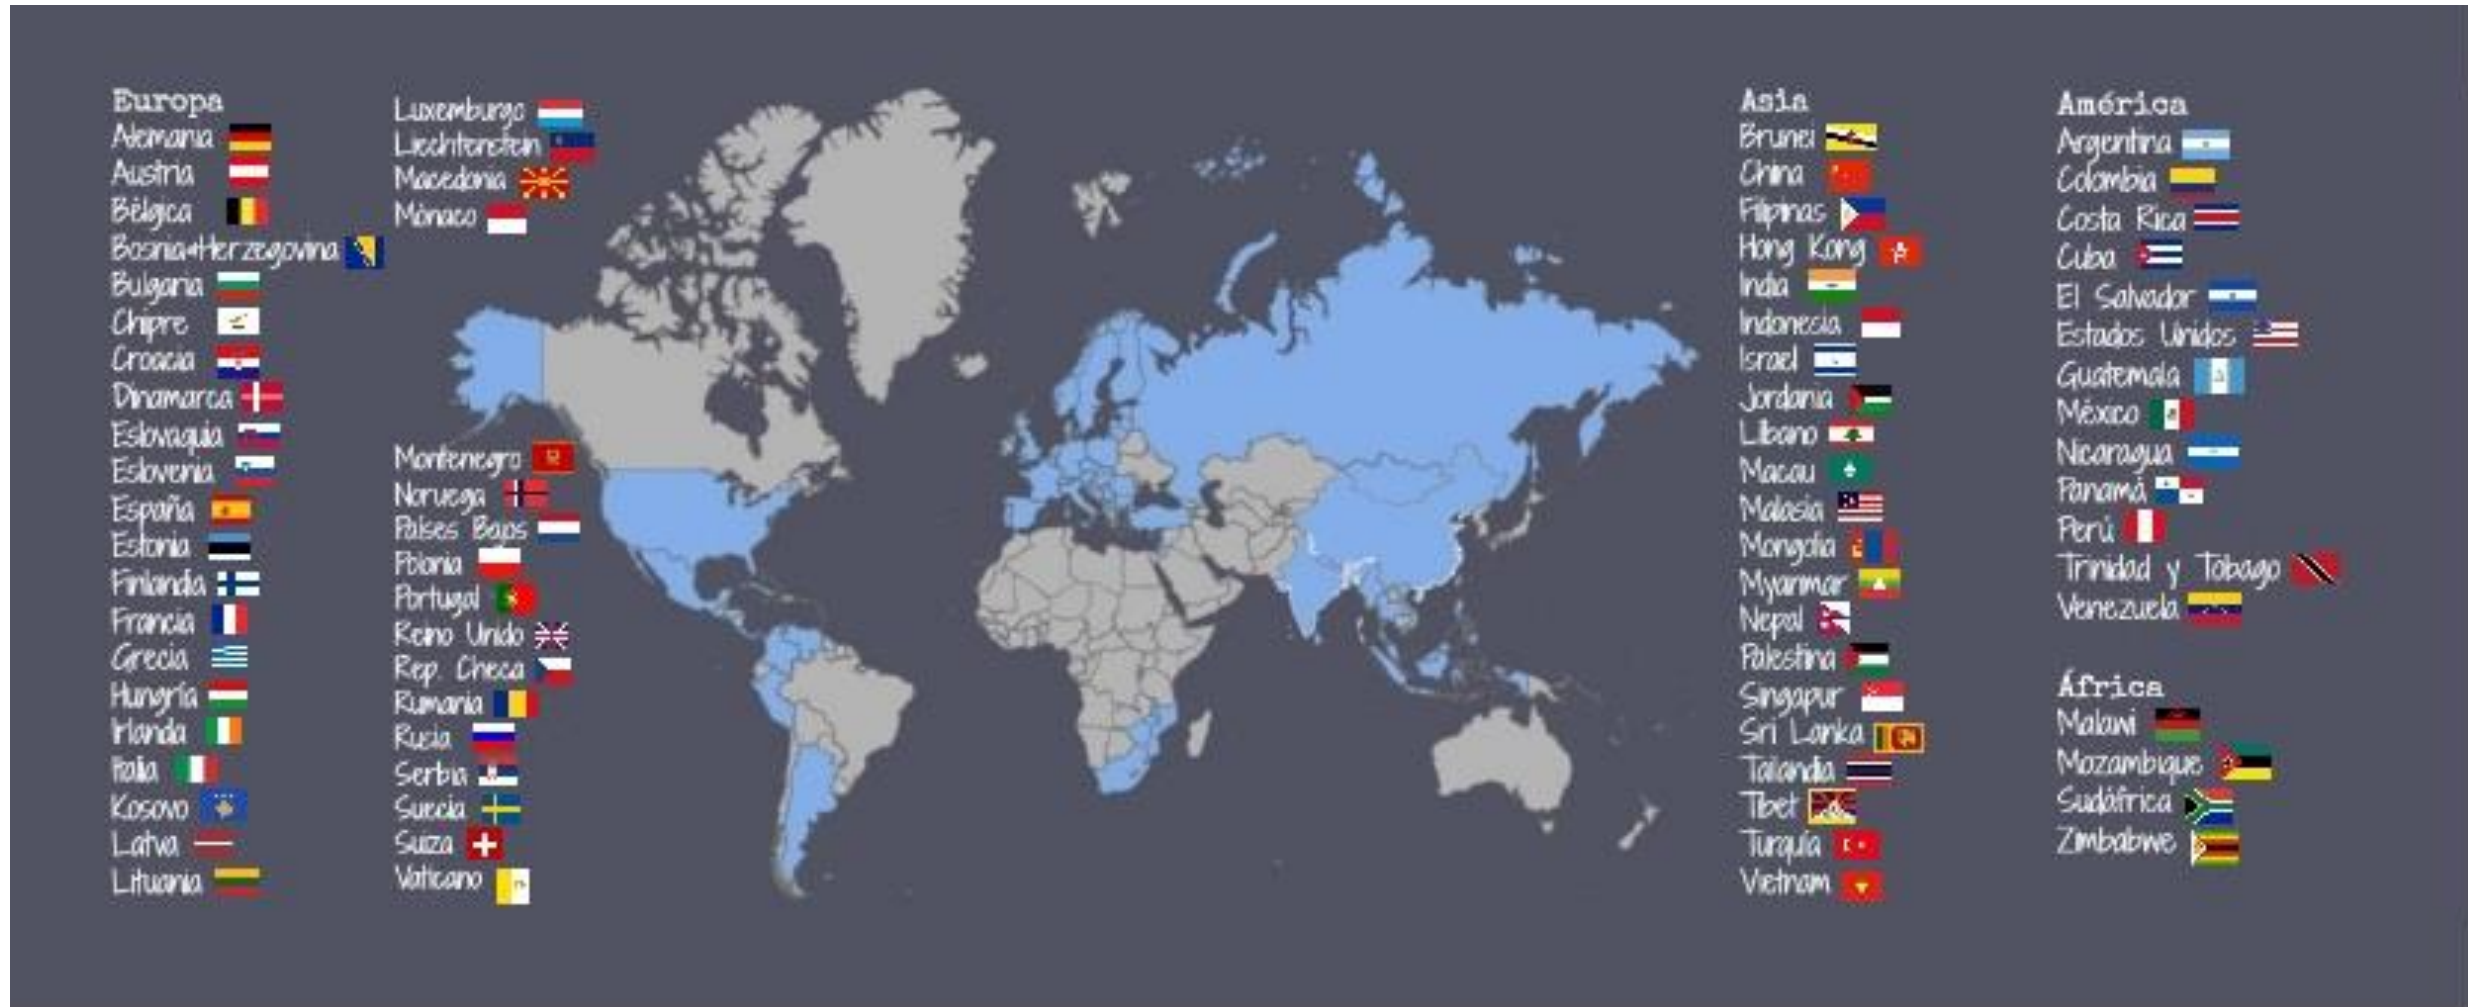 Europa
Alemania
Austria
Bélgica
Bosnia+Herzegovina
Bulgaria
Chipre
Croacia
Dinamarca
Eslovaquia
Eslovenia
España
Estonia
Finlandia
Francia
Grecia
Hungría
Irlanda
Italia
Kosovo
Latva
Lituania
Luxemburgo
Liechtenstein
Macedonia
Mónaco
Montenegro
Noruega
Países Bajos
Polonia
Portugal
Reino Unido
Rep. Checa
Rumania
Rusia
Serbia
Suecia
Suiza
Vaticano
Asia
Brunei
China
Filipinas
Hong Kong
India
Indonesia
Israel
Jordania
Líbano
Macau
Malasia
Mongolia
Myanmar
Nepal
Palestina
Singapur
Sri Lanka
Tailandia
Tíbet
Turquía
Vietnam
América
Argentina
Colombia
Costa Rica
Cuba
El Salvador
Estados Unidos
Guatemala
México
Nicaragua
Panamá
Perú
Trinidad y Tobago
Venezuela
África
Malawi
Mozambique
Sudáfrica
Zimbabwe